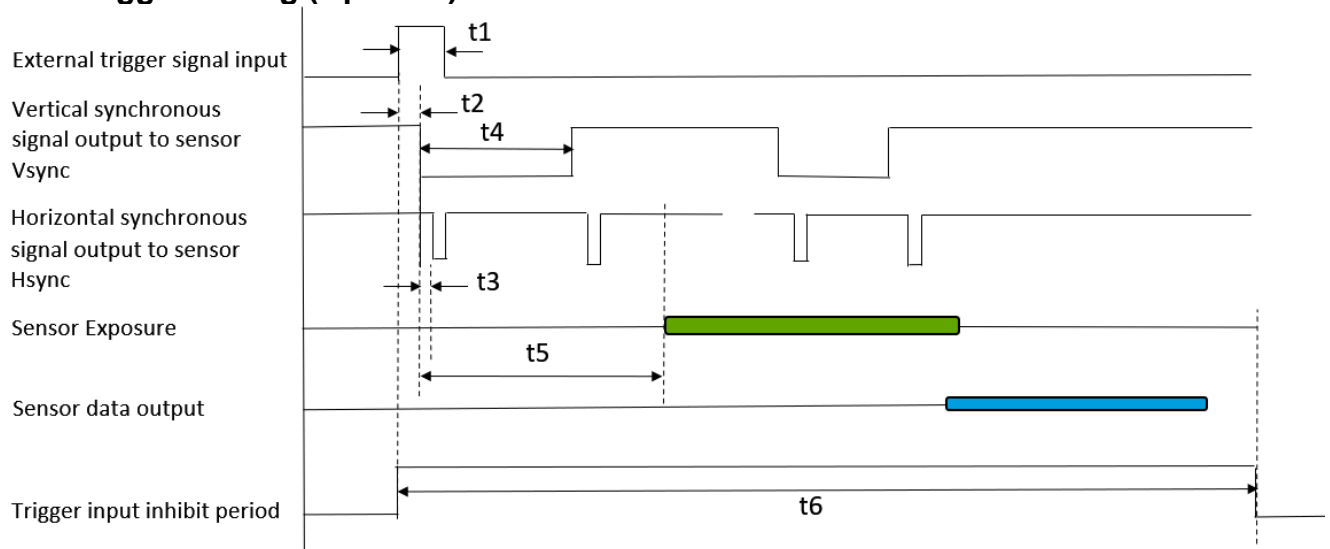 External trigger signal input
t1
Vertical synchronous
signal output to sensor
Vsync
t2
t4
Horizontal synchronous
signal output to sensor
Hsync
t3
Sensor Exposure
t5
Sensor data output
Trigger input inhibit period
t6